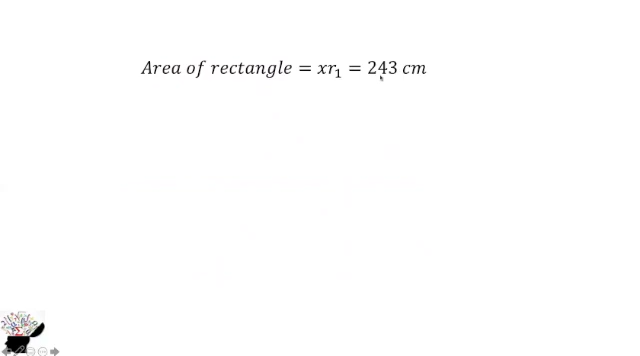 Area of rectangle = xr₁ = 243 cm